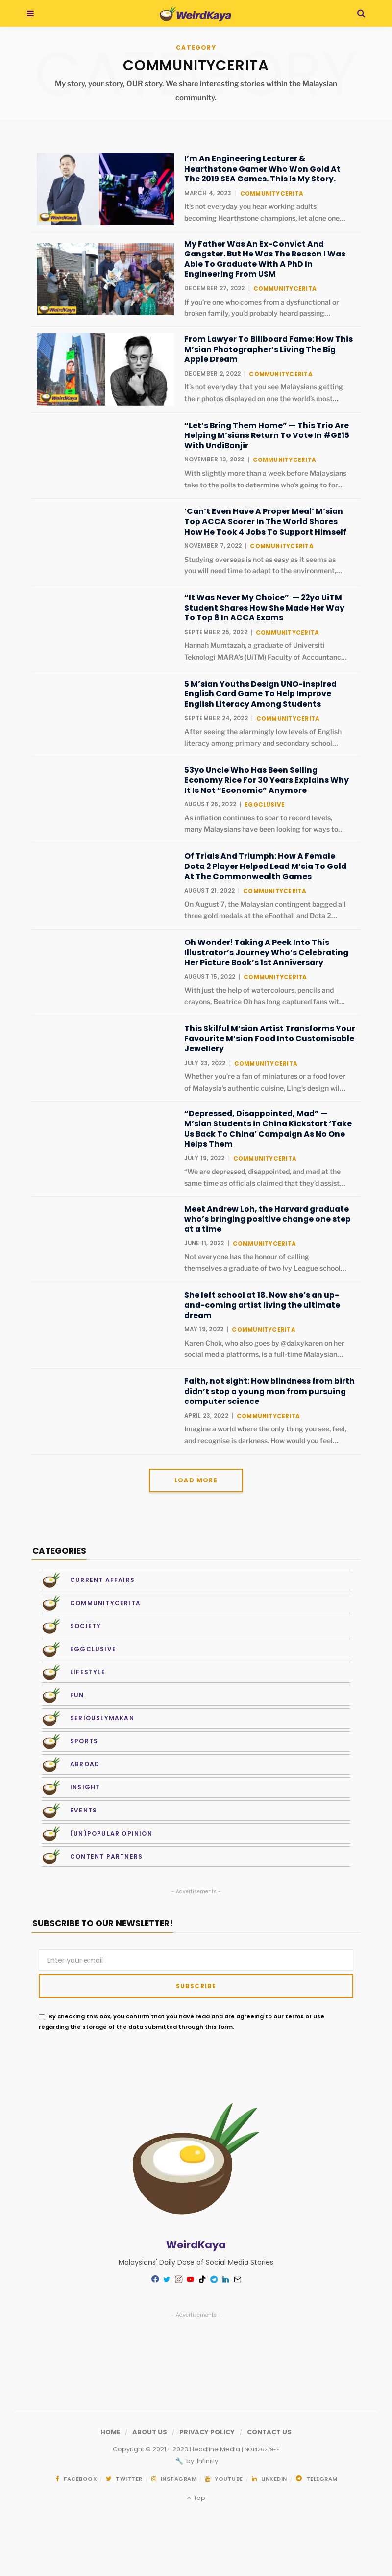 WeirdKaya
CATEGORY
COMMUNITYCERITA
My story, your story, OUR story. We share interesting stories within the Malaysian
community.
I’m An Engineering Lecturer &
Hearthstone Gamer Who Won Gold At
The 2019 SEA Games. This Is My Story.
MARCH 4, 2023 | COMMUNITYCERITA
It’s not everyday you hear working adults
becoming Hearthstone champions, let alone one…
WeirdKaya
My Father Was An Ex-Convict And
Gangster. But He Was The Reason I Was
Able To Graduate With A PhD In
Engineering From USM
DECEMBER 27, 2022 | COMMUNITYCERITA
If you’re one who comes from a dysfunctional or
broken family, you’d probably heard passing…
WeirdKaya
From Lawyer To Billboard Fame: How This
M’sian Photographer’s Living The Big
Apple Dream
DECEMBER 2, 2022 | COMMUNITYCERITA
It’s not everyday that you see Malaysians getting
their photos displayed on one the world’s most…
WeirdKaya
“Let’s Bring Them Home” — This Trio Are
Helping M’sians Return To Vote In #GE15
With UndiBanjir
NOVEMBER 13, 2022 | COMMUNITYCERITA
With slightly more than a week before Malaysians
take to the polls to determine who’s going to for…
‘Can’t Even Have A Proper Meal’ M’sian
Top ACCA Scorer In The World Shares
How He Took 4 Jobs To Support Himself
NOVEMBER 7, 2022 | COMMUNITYCERITA
Studying overseas is not as easy as it seems as
you will need time to adapt to the environment,…
“It Was Never My Choice” — 22yo UiTM
Student Shares How She Made Her Way
To Top 8 In ACCA Exams
SEPTEMBER 25, 2022 | COMMUNITYCERITA
Hannah Mumtazah, a graduate of Universiti
Teknologi MARA’s (UiTM) Faculty of Accountanc…
5 M’sian Youths Design UNO-inspired
English Card Game To Help Improve
English Literacy Among Students
SEPTEMBER 24, 2022 | COMMUNITYCERITA
After seeing the alarmingly low levels of English
literacy among primary and secondary school…
53yo Uncle Who Has Been Selling
Economy Rice For 30 Years Explains Why
It Is Not “Economic” Anymore
AUGUST 26, 2022 | EGGCLUSIVE
As inflation continues to soar to record levels,
many Malaysians have been looking for ways to…
Of Trials And Triumph: How A Female
Dota 2 Player Helped Lead M’sia To Gold
At The Commonwealth Games
AUGUST 21, 2022 | COMMUNITYCERITA
On August 7, the Malaysian contingent bagged all
three gold medals at the eFootball and Dota 2…
Oh Wonder! Taking A Peek Into This
Illustrator’s Journey Who’s Celebrating
Her Picture Book’s 1st Anniversary
AUGUST 15, 2022 | COMMUNITYCERITA
With just the help of watercolours, pencils and
crayons, Beatrice Oh has long captured fans wit…
This Skilful M’sian Artist Transforms Your
Favourite M’sian Food Into Customisable
Jewellery
JULY 23, 2022 | COMMUNITYCERITA
Whether you’re a fan of miniatures or a food lover
of Malaysia’s authentic cuisine, Ling’s design wil…
“Depressed, Disappointed, Mad” —
M’sian Students in China Kickstart ‘Take
Us Back To China’ Campaign As No One
Helps Them
JULY 19, 2022 | COMMUNITYCERITA
“We are depressed, disappointed, and mad at the
same time as officials claimed that they’d assist…
Meet Andrew Loh, the Harvard graduate
who’s bringing positive change one step
at a time
JUNE 11, 2022 | COMMUNITYCERITA
Not everyone has the honour of calling
themselves a graduate of two Ivy League school…
She left school at 18. Now she’s an up-
and-coming artist living the ultimate
dream
MAY 19, 2022 | COMMUNITYCERITA
Karen Chok, who also goes by @daixykaren on her
social media platforms, is a full-time Malaysian…
Faith, not sight: How blindness from birth
didn’t stop a young man from pursuing
computer science
APRIL 23, 2022 | COMMUNITYCERITA
Imagine a world where the only thing you see, feel,
and recognise is darkness. How would you feel…
LOAD MORE
CATEGORIES
CURRENT AFFAIRS
COMMUNITYCERITA
SOCIETY
EGGCLUSIVE
LIFESTYLE
FUN
SERIOUSLYMAKAN
SPORTS
ABROAD
INSIGHT
EVENTS
(UN)POPULAR OPINION
CONTENT PARTNERS
- Advertisements -
SUBSCRIBE TO OUR NEWSLETTER!
Enter your email
SUBSCRIBE
By checking this box, you confirm that you have read and are agreeing to our terms of use
regarding the storage of the data submitted through this form.
WeirdKaya
Malaysians' Daily Dose of Social Media Stories
- Advertisements -
HOME / ABOUT US / PRIVACY POLICY / CONTACT US
Copyright © 2021 - 2023 Headline Media | NO1426279-H
🔧 by Infinitly
FACEBOOK / TWITTER / INSTAGRAM / YOUTUBE / LINKEDIN / TELEGRAM
Top